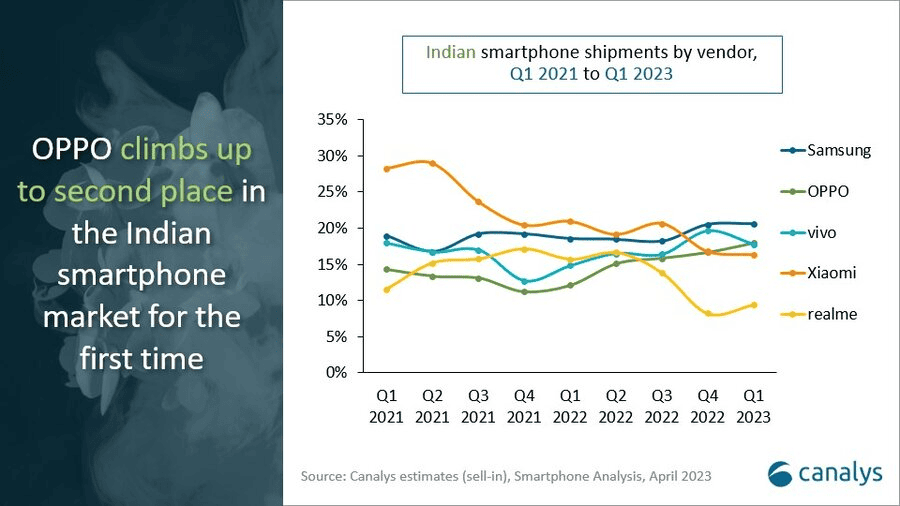 OPPO climbs up
to second place in
the Indian
smartphone
market for the
first time
Indian smartphone shipments by vendor,
Q1 2021 to Q1 2023
35%
30%
25%
20%
15%
10%
5%
0%
Q1 2021
Q2 2021
Q3 2021
Q4 2021
Q1 2022
Q2 2022
Q3 2022
Q4 2022
Q1 2023
Samsung
OPPO
vivo
Xiaomi
realme
Source: Canalys estimates (sell-in), Smartphone Analysis, April 2023
canalys